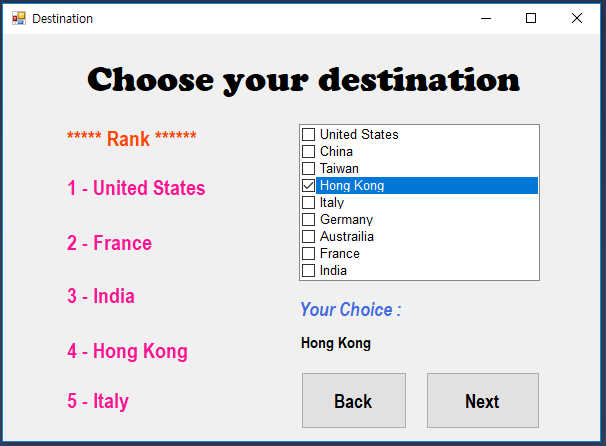 Destination
Choose your destination
***** Rank ******
1 - United States
2 - France
3 - India
4 - Hong Kong
5 - Italy
United States
China
Taiwan
Hong Kong
Italy
Germany
Austrailia
France
India
Your Choice :
Hong Kong
Back
Next